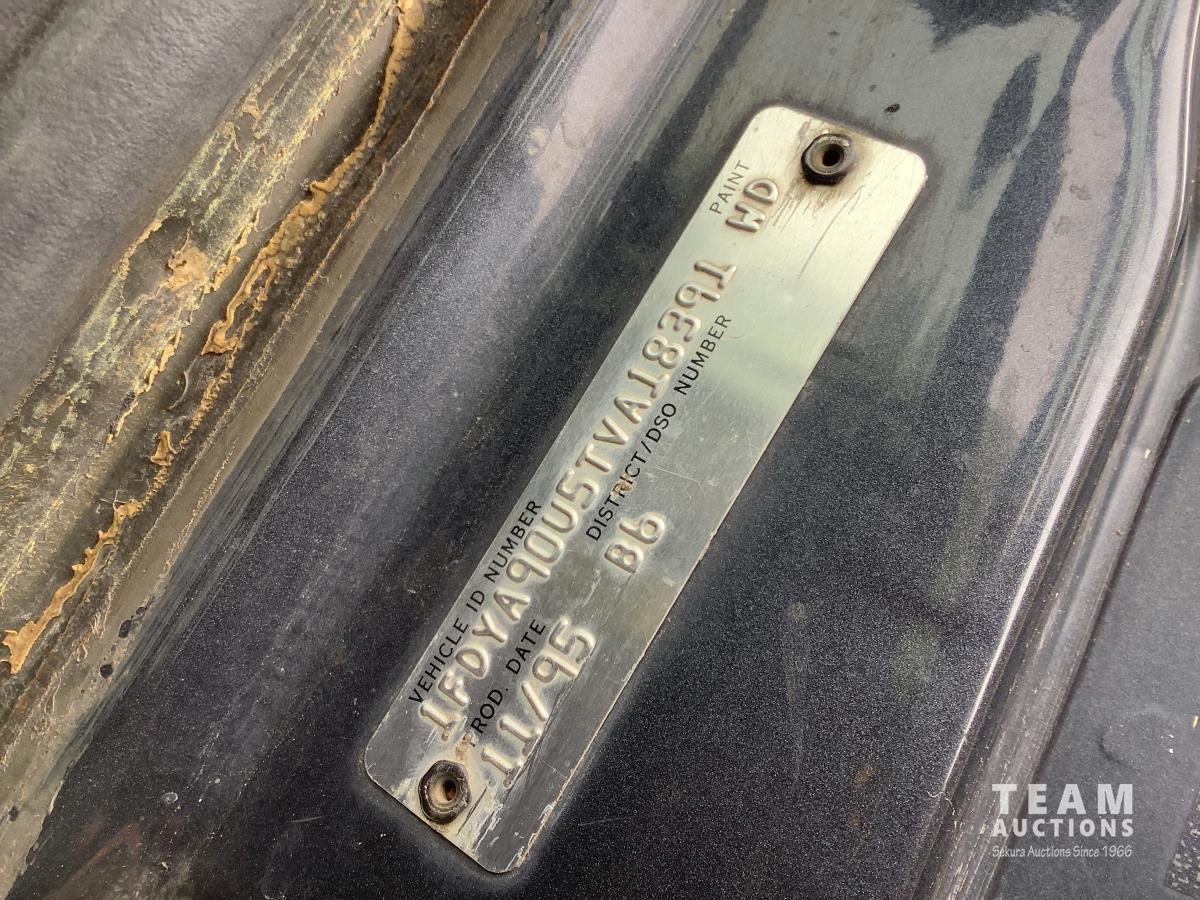 VEHICLE ID NUMBER
PAINT
1FDYA90U5TVA18391 WD
PROD. DATE
DISTRICT/DSO NUMBER
11/95
B6
TEAM
AUCTIONS
Sekura Auctions Since 1966